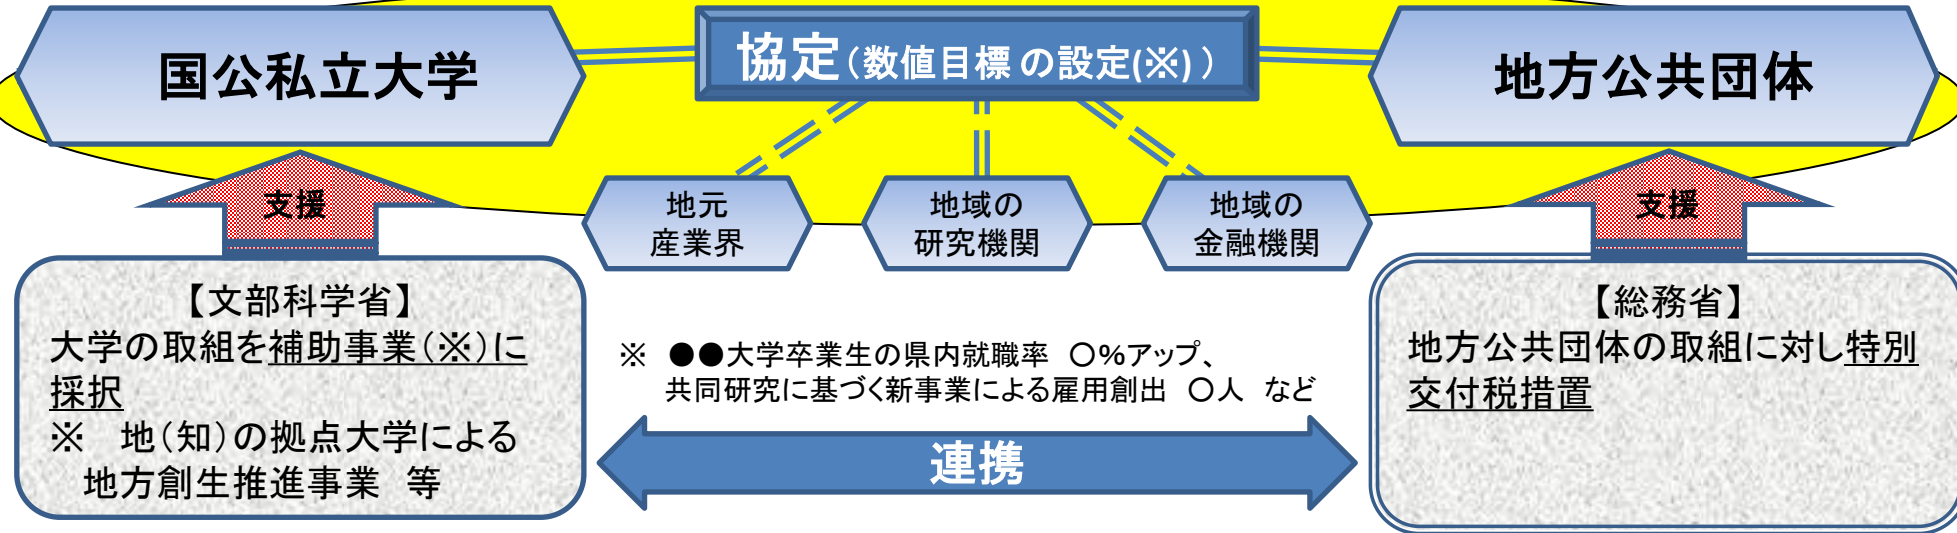 国公私立大学
協定（数値目標 の設定(※) ）
地方公共団体
支援
支援
地元
産業界
地域の
研究機関
地域の
金融機関
【文部科学省】
大学の取組を補助事業（※）に
採択
※　地（知）の拠点大学による
地方創生推進事業　等
※　●●大学卒業生の県内就職率　○％アップ、
共同研究に基づく新事業による雇用創出　○人　など
連携
【総務省】
地方公共団体の取組に対し特別
交付税措置